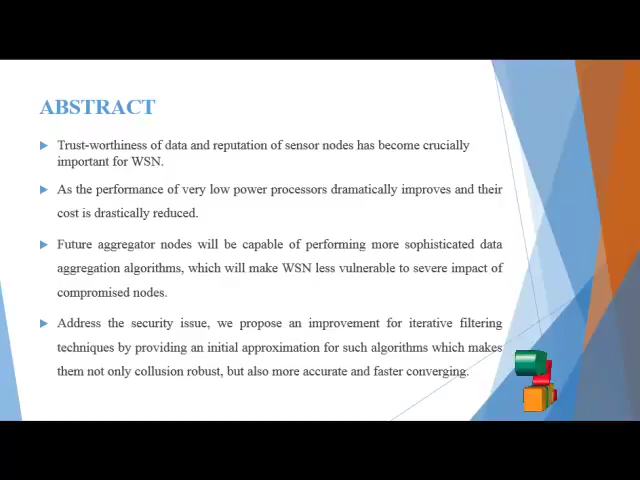 ABSTRACT
Trust-worthiness of data and reputation of sensor nodes has become crucially
important for WSN.
As the performance of very low power processors dramatically improves and their
cost is drastically reduced.
Future aggregator nodes will be capable of performing more sophisticated data
aggregation algorithms, which will make WSN less vulnerable to severe impact of
compromised nodes.
Address the security issue, we propose an improvement for iterative filtering
techniques by providing an initial approximation for such algorithms which makes
them not only collusion robust, but also more accurate and faster converging.